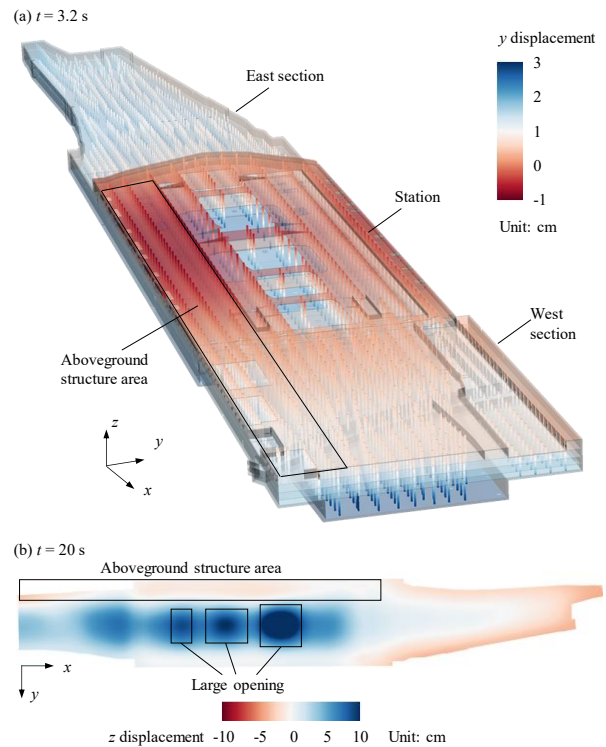 (a) t = 3.2 s
y displacement
3
2
1
0
-1
Unit: cm
East section
Station
West
section
Aboveground
structure area
z
y
x
(b) t = 20 s
Aboveground structure area
x
y
Large opening
z displacement -10 -5 0 5 10 Unit: cm